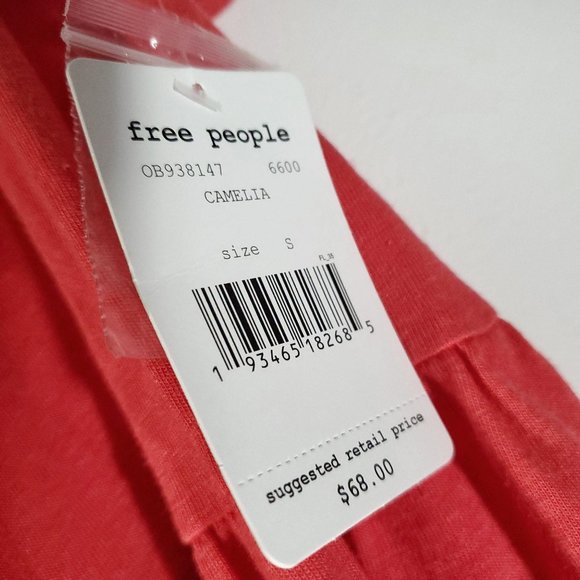 free people
OB938147 6600
CAMELIA
size S
FL_38
1 93465 18268 5
suggested retail price
$68.00